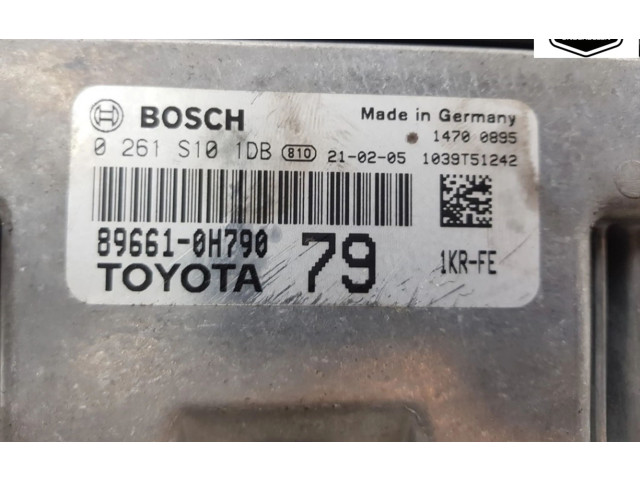 BOSCH Made in Germany
1470 0895
0 261 S10 1DB 810 21-02-05 1039T51242
89661-0H790
TOYOTA 79 1KR-FE